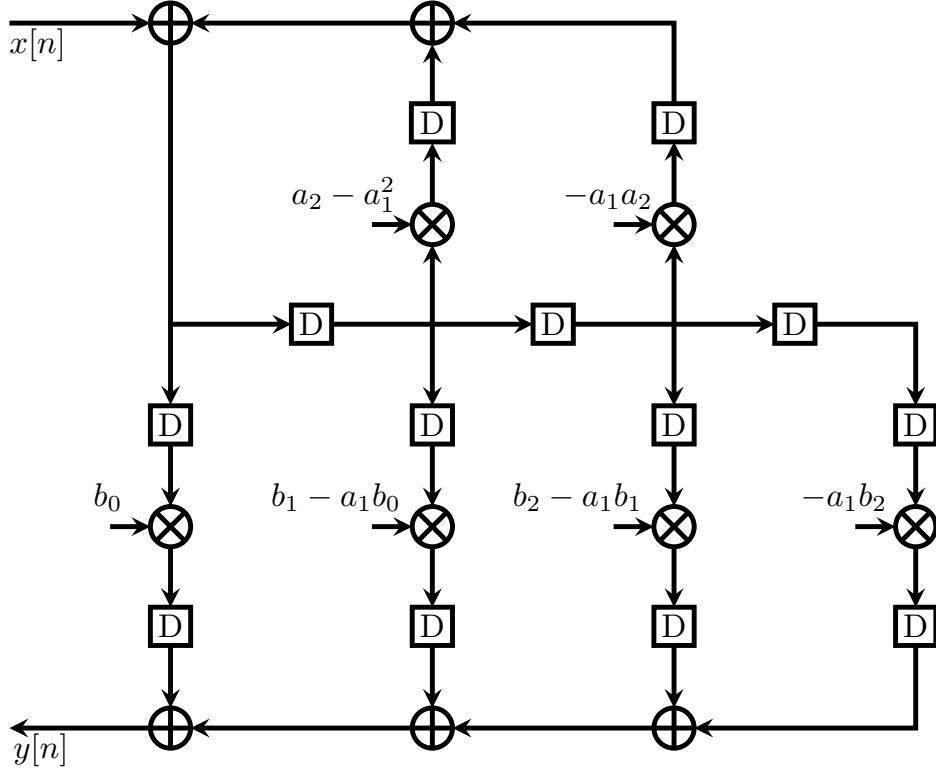 x[n]
D
D
a_2 − a_1^2
−a_1a_2
D
D
D
D
D
D
D
b_0
b_1 − a_1b_0
b_2 − a_1b_1
−a_1b_2
D
D
D
D
y[n]